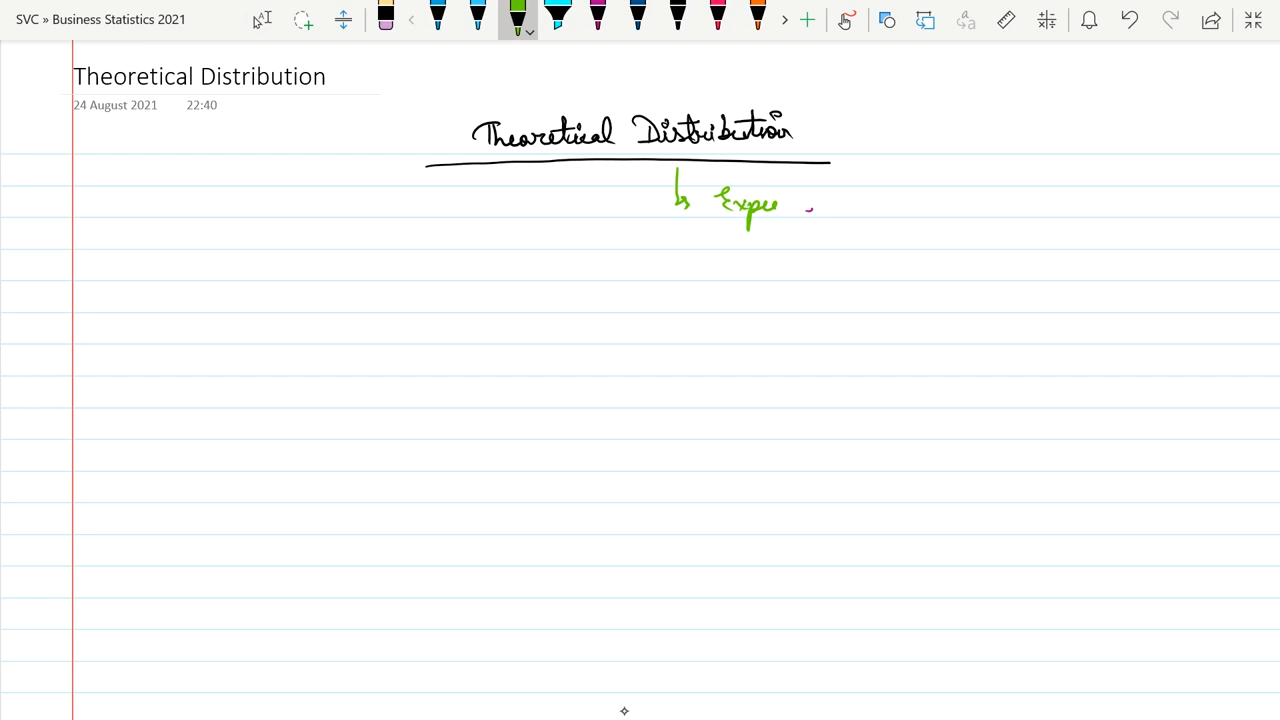 SVC » Business Statistics 2021
Theoretical Distribution
24 August 2021 22:40
Theoretical Distribution
Expe